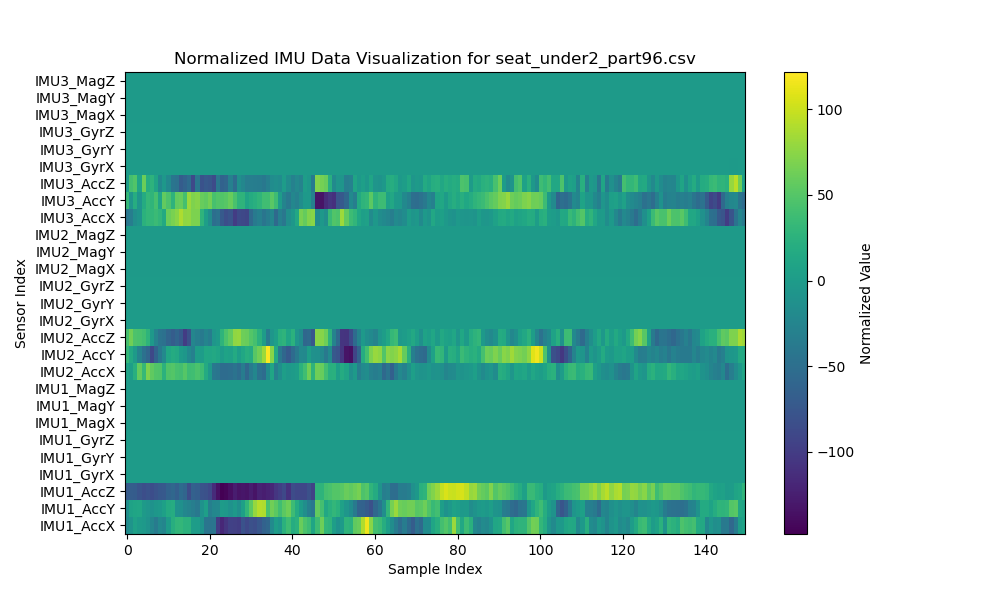 Normalized IMU Data Visualization for seat_under2_part96.csv
IMU3_MagZ
IMU3_MagY
IMU3_MagX
IMU3_GyrZ
IMU3_GyrY
IMU3_GyrX
IMU3_AccZ
IMU3_AccY
IMU3_AccX
IMU2_MagZ
IMU2_MagY
IMU2_MagX
IMU2_GyrZ
IMU2_GyrY
IMU2_GyrX
IMU2_AccZ
IMU2_AccY
IMU2_AccX
IMU1_MagZ
IMU1_MagY
IMU1_MagX
IMU1_GyrZ
IMU1_GyrY
IMU1_GyrX
IMU1_AccZ
IMU1_AccY
IMU1_AccX
Sensor Index
0 20 40 60 80 100 120 140
Sample Index
100
50
0
−50
−100
Normalized Value